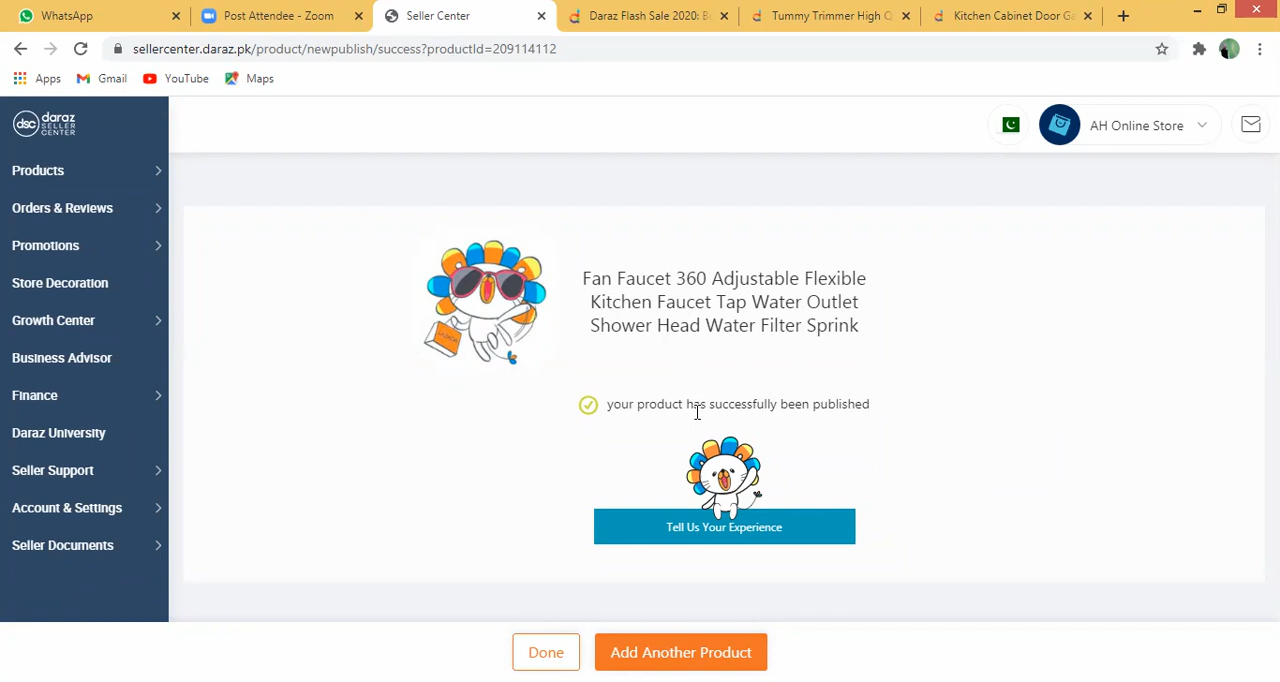 WhatsApp
Post Attendee - Zoom
Seller Center
Daraz Flash Sale 2020: B
Tummy Trimmer High Q
Kitchen Cabinet Door Ga
sellercenter.daraz.pk/product/newpublish/success?productId=209114112
Apps
Gmail
YouTube
Maps
dsc daraz
SELLER
CENTER
AH Online Store
Products
Orders & Reviews
Promotions
Store Decoration
Growth Center
Business Advisor
Finance
Daraz University
Seller Support
Account & Settings
Seller Documents
Fan Faucet 360 Adjustable Flexible
Kitchen Faucet Tap Water Outlet
Shower Head Water Filter Sprink
your product has successfully been published
Tell Us Your Experience
Done
Add Another Product